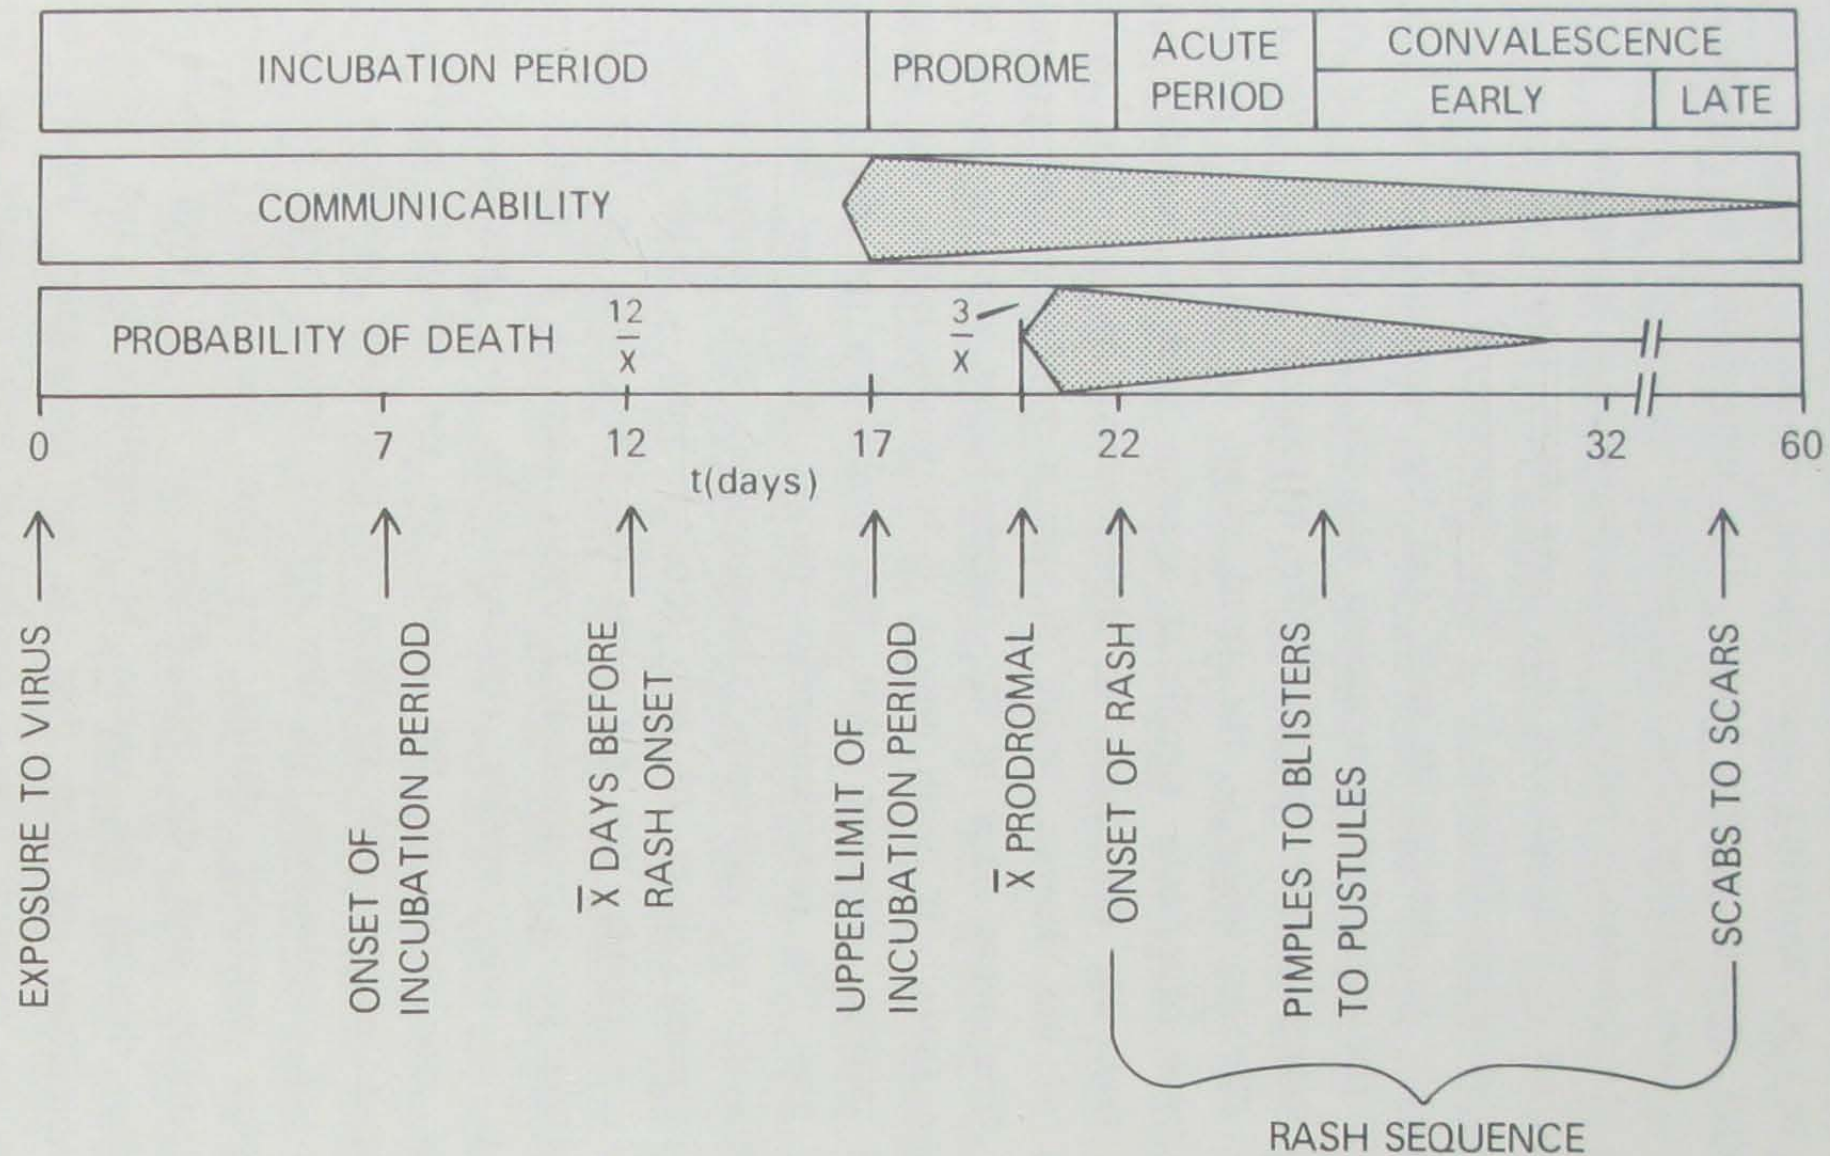 INCUBATION PERIOD
PRODROME
ACUTE
PERIOD
CONVALESCENCE
EARLY
LATE
COMMUNICABILITY
PROBABILITY OF DEATH
12
X
3
X
0
7
12
17
22
32
60
t(days)
EXPOSURE TO VIRUS
ONSET OF
INCUBATION PERIOD
X̅ DAYS BEFORE
RASH ONSET
UPPER LIMIT OF
INCUBATION PERIOD
X̅ PRODROMAL
ONSET OF RASH
PIMPLES TO BLISTERS
TO PUSTULES
SCABS TO SCARS
RASH SEQUENCE